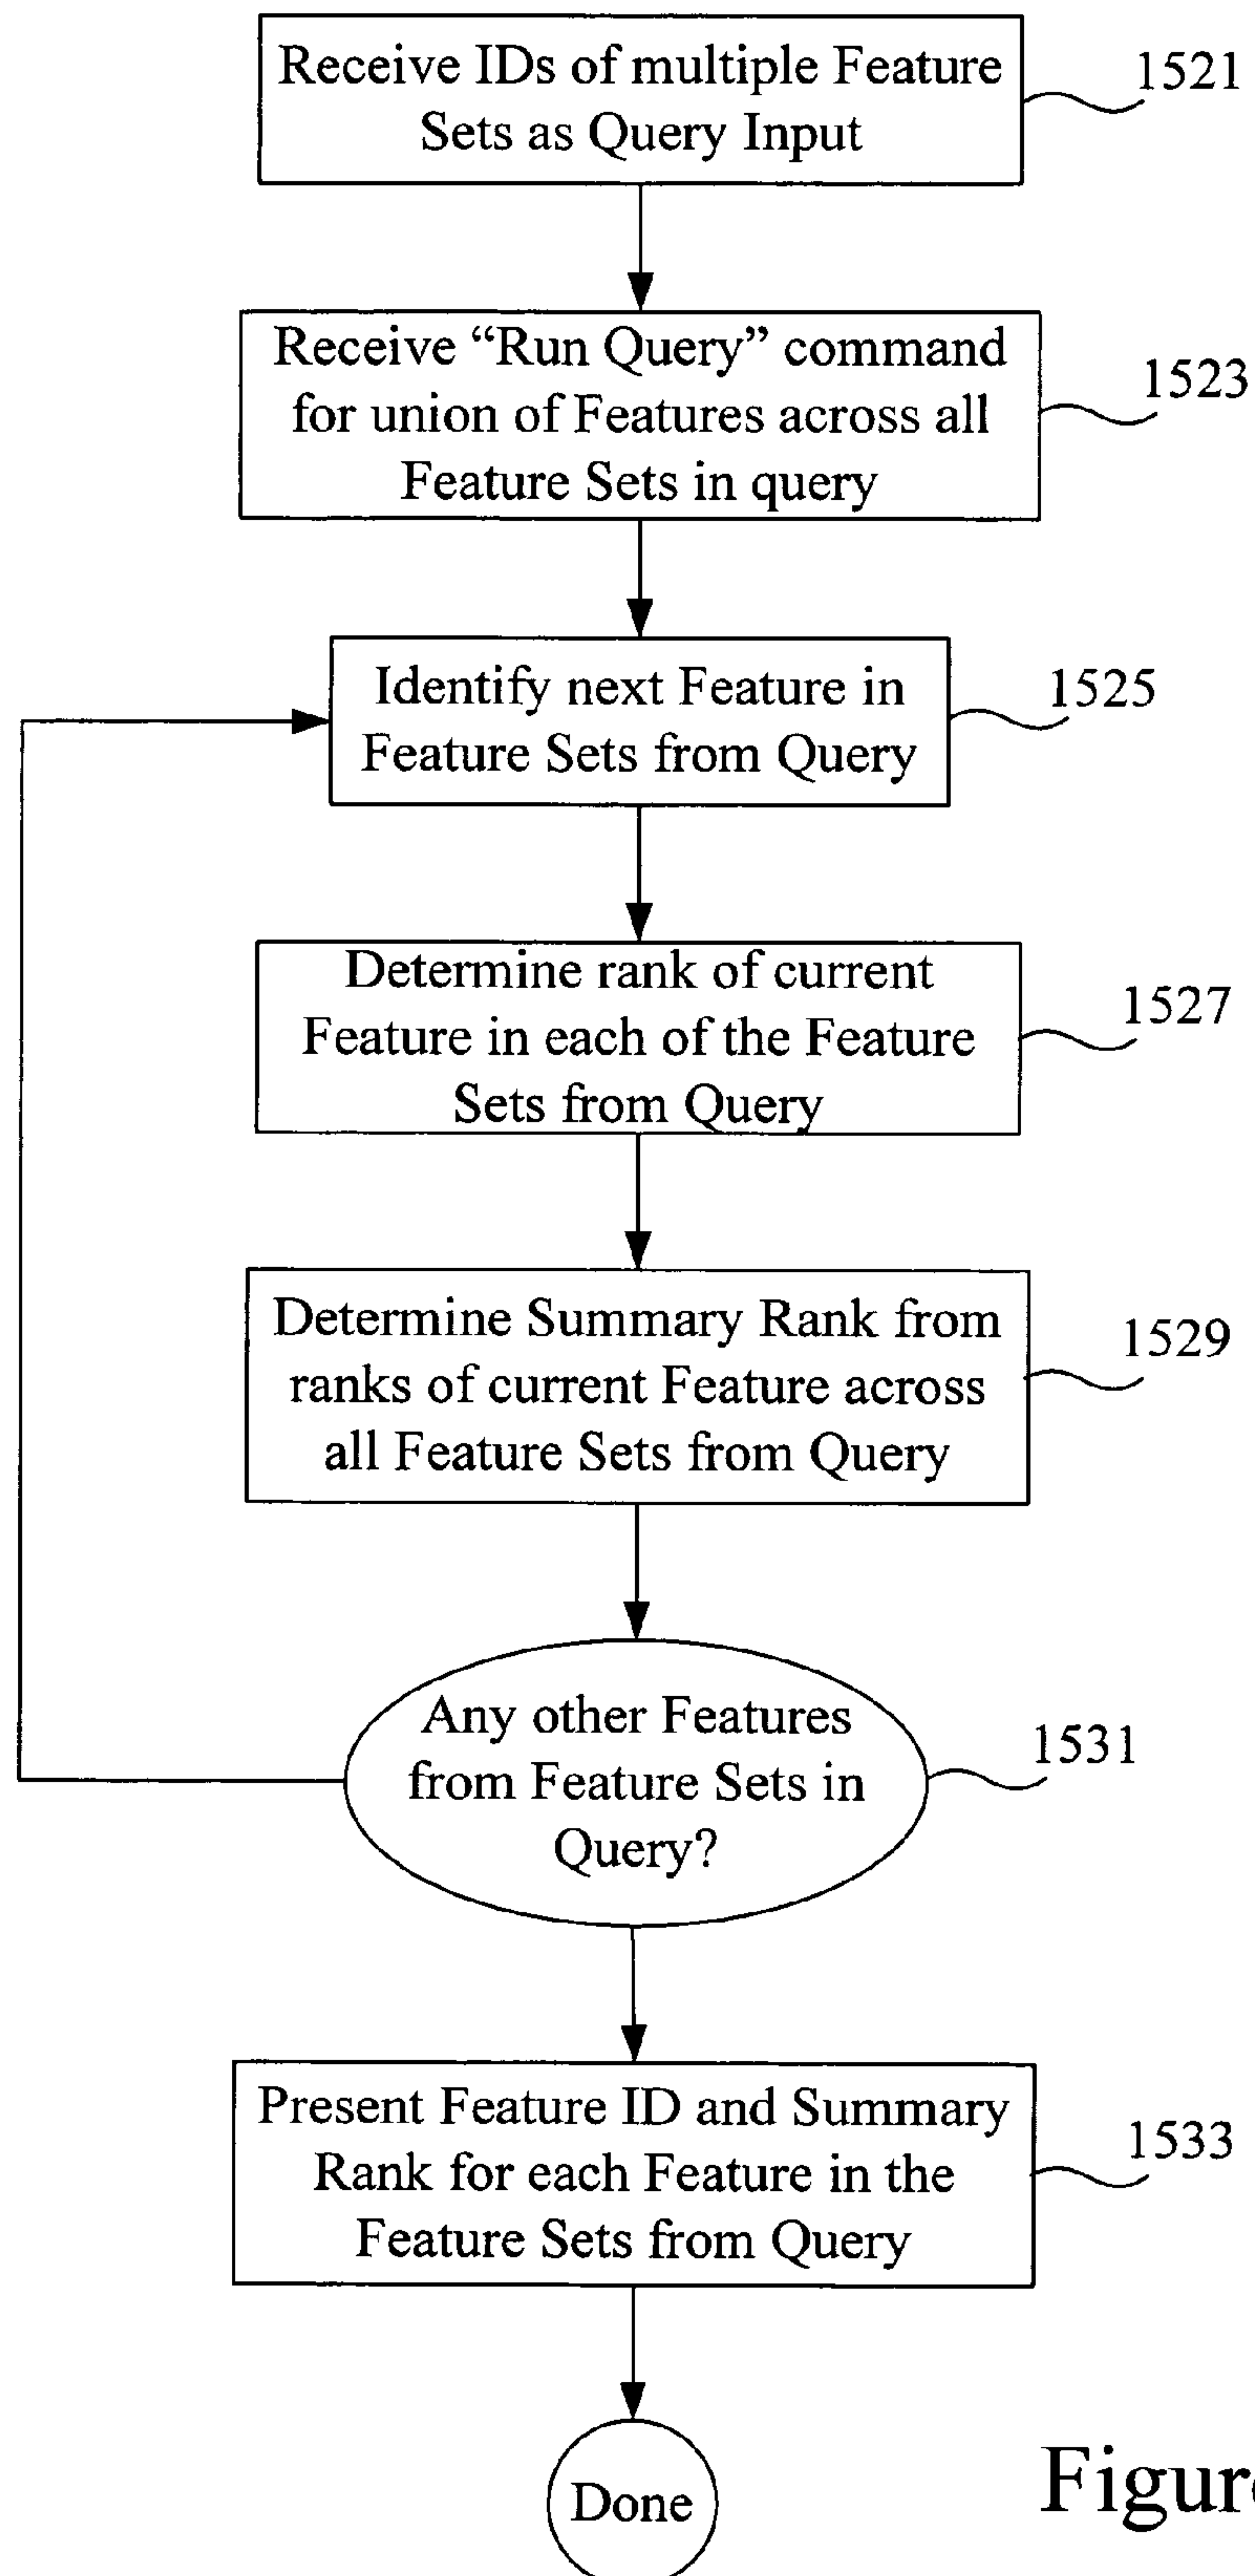 Receive IDs of multiple Feature
Sets as Query Input
1521
Receive “Run Query” command
for union of Features across all
Feature Sets in query
1523
Identify next Feature in
Feature Sets from Query
1525
Determine rank of current
Feature in each of the Feature
Sets from Query
1527
Determine Summary Rank from
ranks of current Feature across
all Feature Sets from Query
1529
Any other Features
from Feature Sets in
Query?
1531
Present Feature ID and Summary
Rank for each Feature in the
Feature Sets from Query
1533
Done
Figure